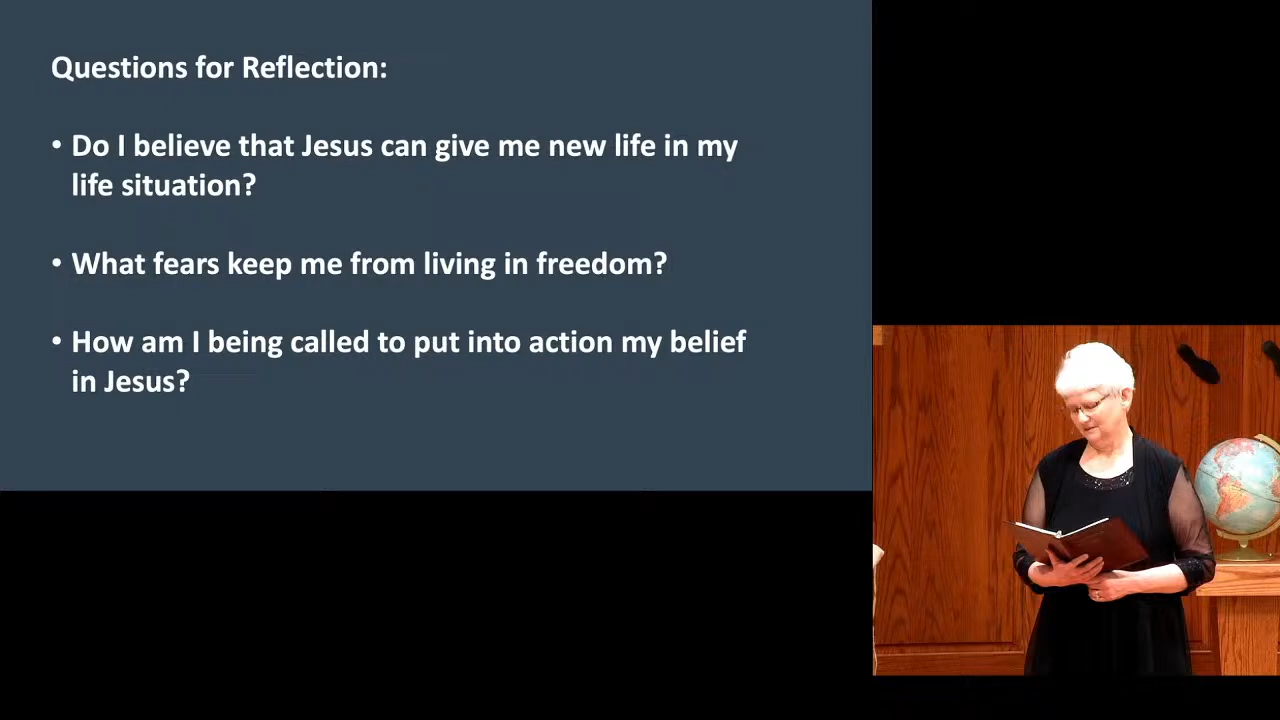 Questions for Reflection:
• Do I believe that Jesus can give me new life in my
life situation?
• What fears keep me from living in freedom?
• How am I being called to put into action my belief
in Jesus?